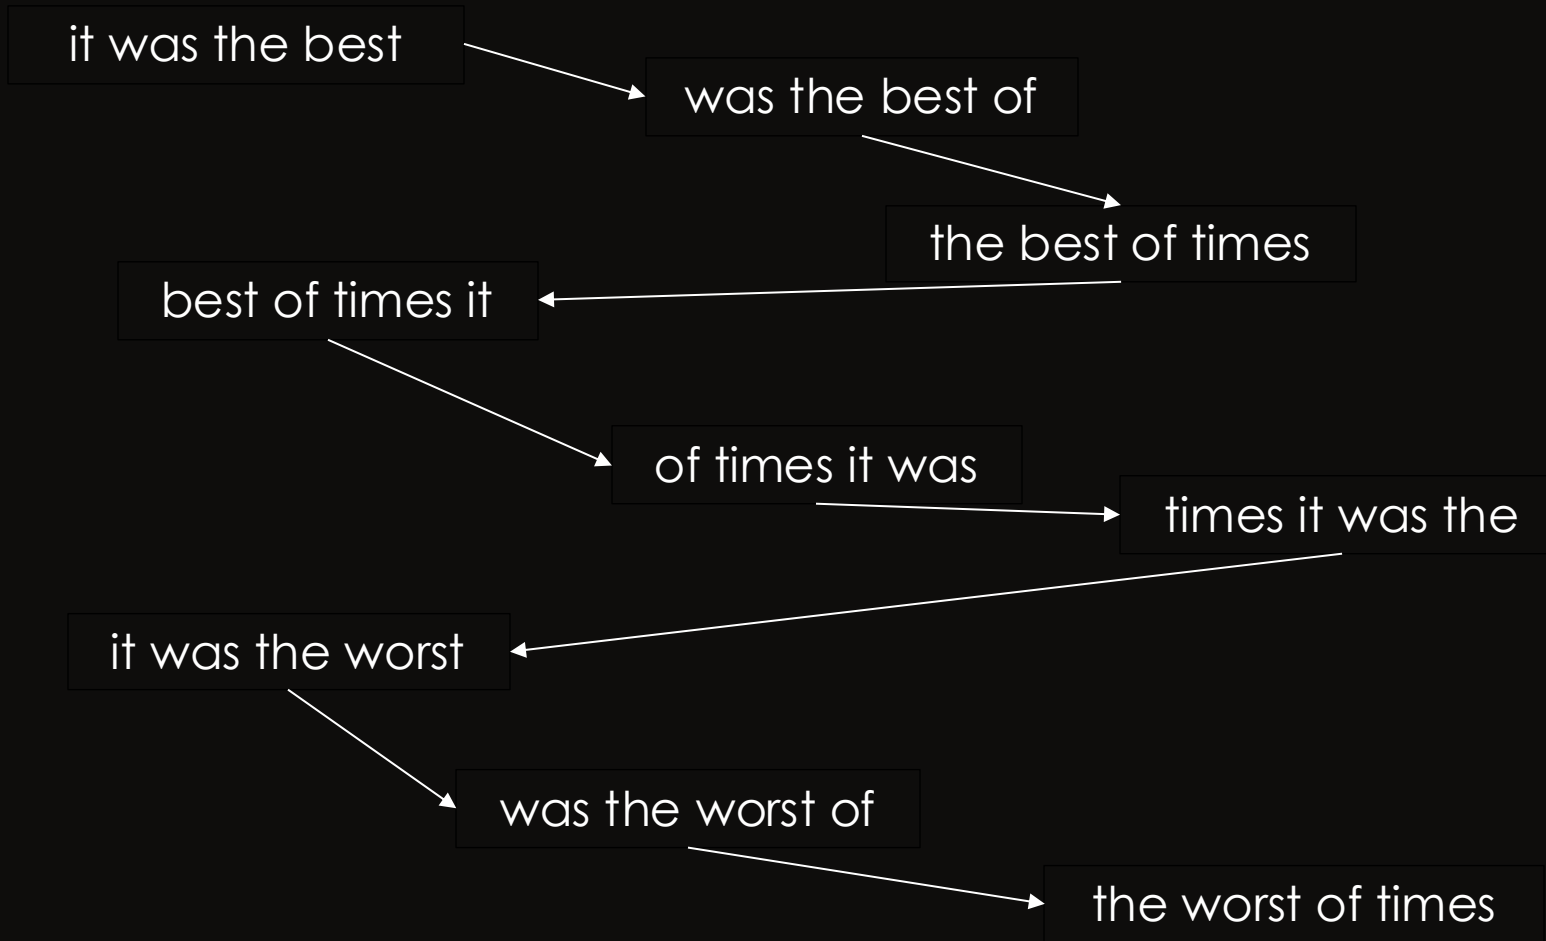 it was the best
was the best of
the best of times
best of times it
of times it was
times it was the
it was the worst
was the worst of
the worst of times